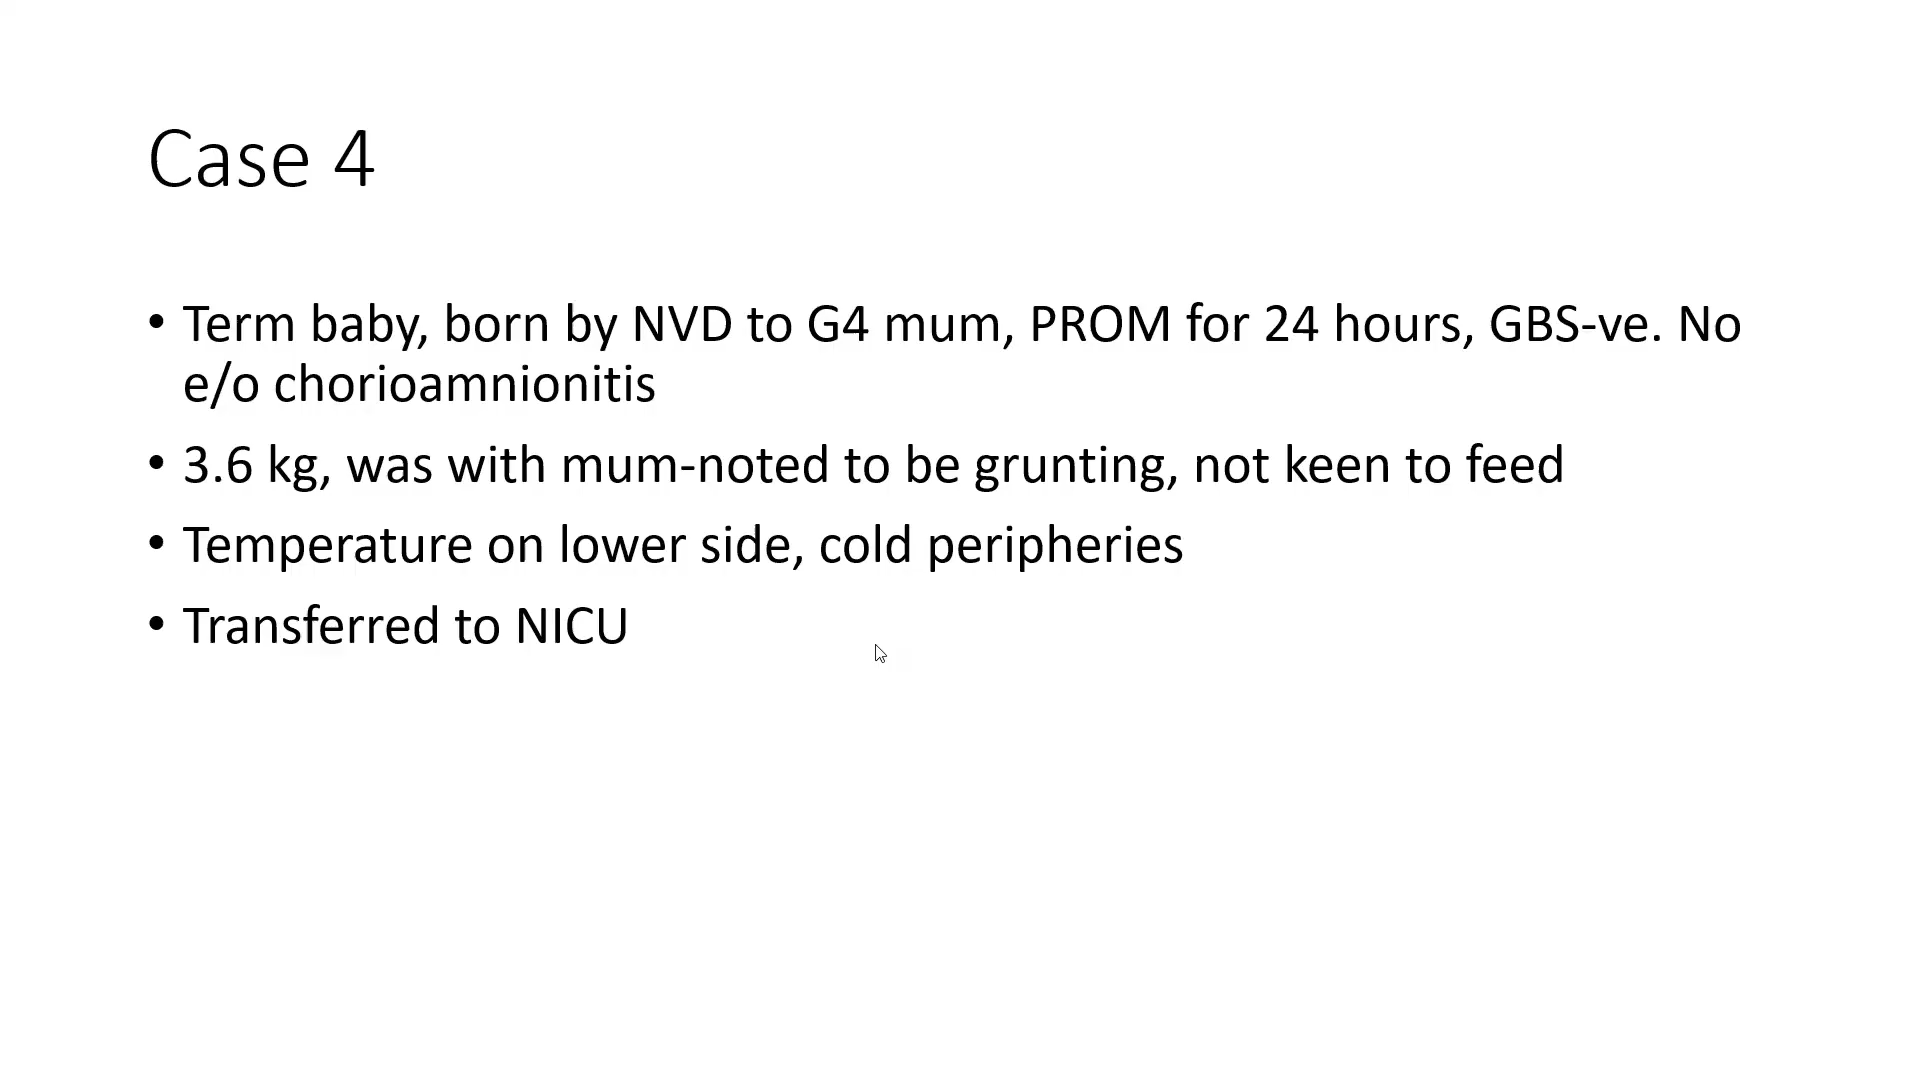 Case 4
• Term baby, born by NVD to G4 mum, PROM for 24 hours, GBS-ve. No
e/o chorioamnionitis
• 3.6 kg, was with mum-noted to be grunting, not keen to feed
• Temperature on lower side, cold peripheries
• Transferred to NICU